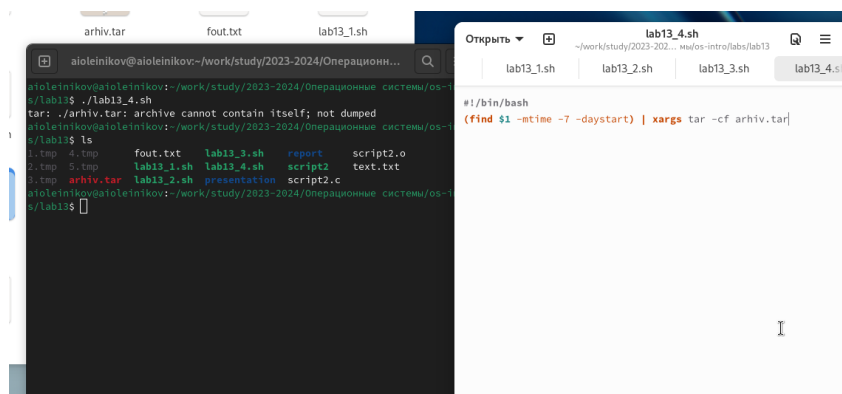 arhiv.tar fout.txt lab13_1.sh
aioleinikov@aioleinikov:~/work/study/2023-2024/Операционн...
aioleinikov@aioleinikov:~/work/study/2023-2024/Операционные системы/os-i
s/lab13$ ./lab13_4.sh
tar: ./arhiv.tar: archive cannot contain itself; not dumped
aioleinikov@aioleinikov:~/work/study/2023-2024/Операционные системы/os-i
s/lab13$ ls
1.tmp 4.tmp fout.txt lab13_3.sh report script2.o
2.tmp 5.tmp lab13_1.sh lab13_4.sh script2 text.txt
3.tmp arhiv.tar lab13_2.sh presentation script2.c
aioleinikov@aioleinikov:~/work/study/2023-2024/Операционные системы/os-i
s/lab13$
Открыть lab13_4.sh
~/work/study/2023-202... мы/os-intro/labs/lab13
lab13_1.sh lab13_2.sh lab13_3.sh lab13_4.s
#!/bin/bash
(find $1 -mtime -7 -daystart) | xargs tar -cf arhiv.tar